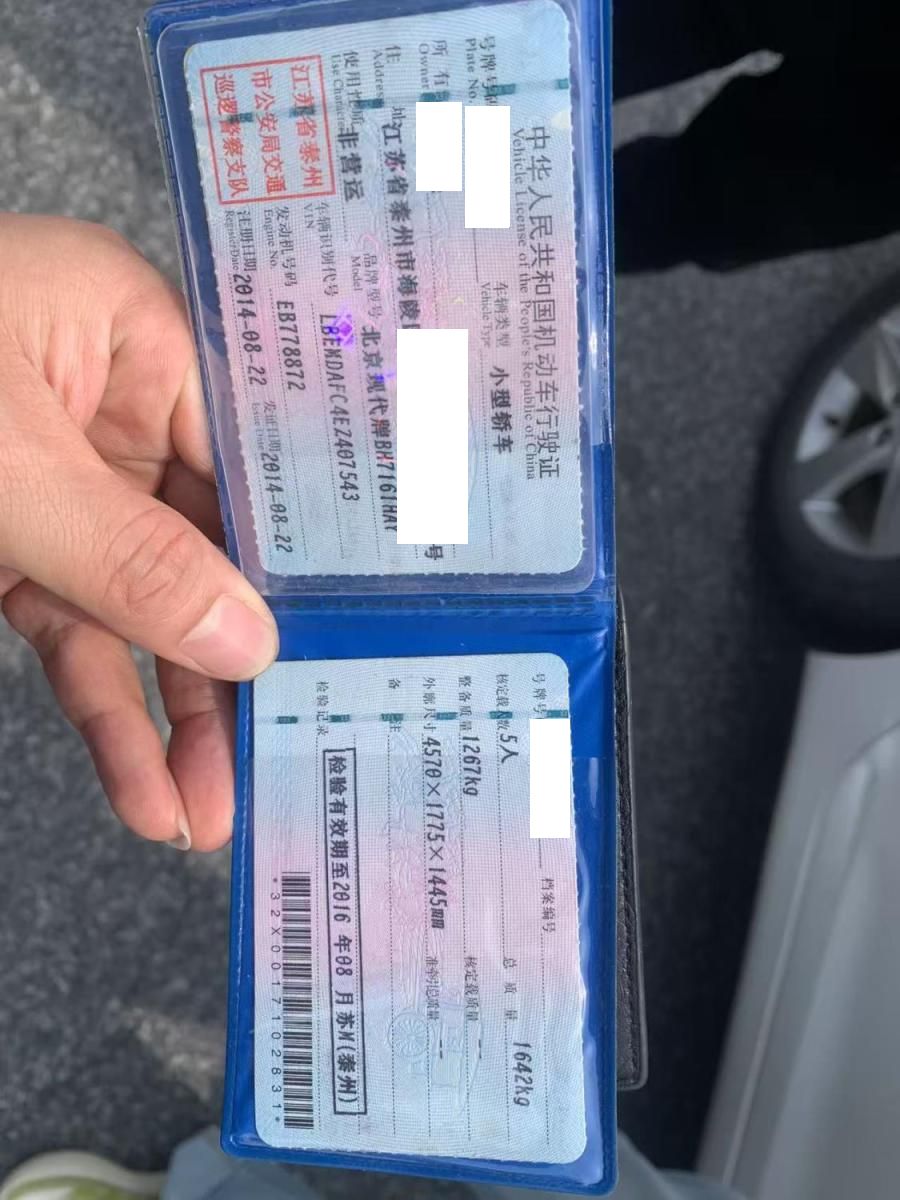 中华人民共和国机动车行驶证
Vehicle License of the People's Republic of China
号牌号码
Plate No.
车辆类型 小型轿车
Vehicle Type
所有
Owner
住 址 江苏省泰州市海陵
号
Address
使用性质 非营运
Use Character
品牌型号 北京现代牌BH7161HAY
Model
江苏省泰州
市公安局交通
巡逻警察支队
车辆识别代号 LBEMDAFC4EZ407543
VIN
发动机号码 EB778872
Engine No.
注册日期 2014-08-22
Register Date
发证日期 2014-08-22
Issue Date
号牌号
档案编号
核定载人数 5人
总 质 量 1642kg
整备质量 1267kg
核定载质量 --
外廓尺寸 4570×1775×1445mm
准牵引总质量 --
备 注
检验记录
检验有效期至2016 年08 月苏M(泰州)
*32X0017102831*